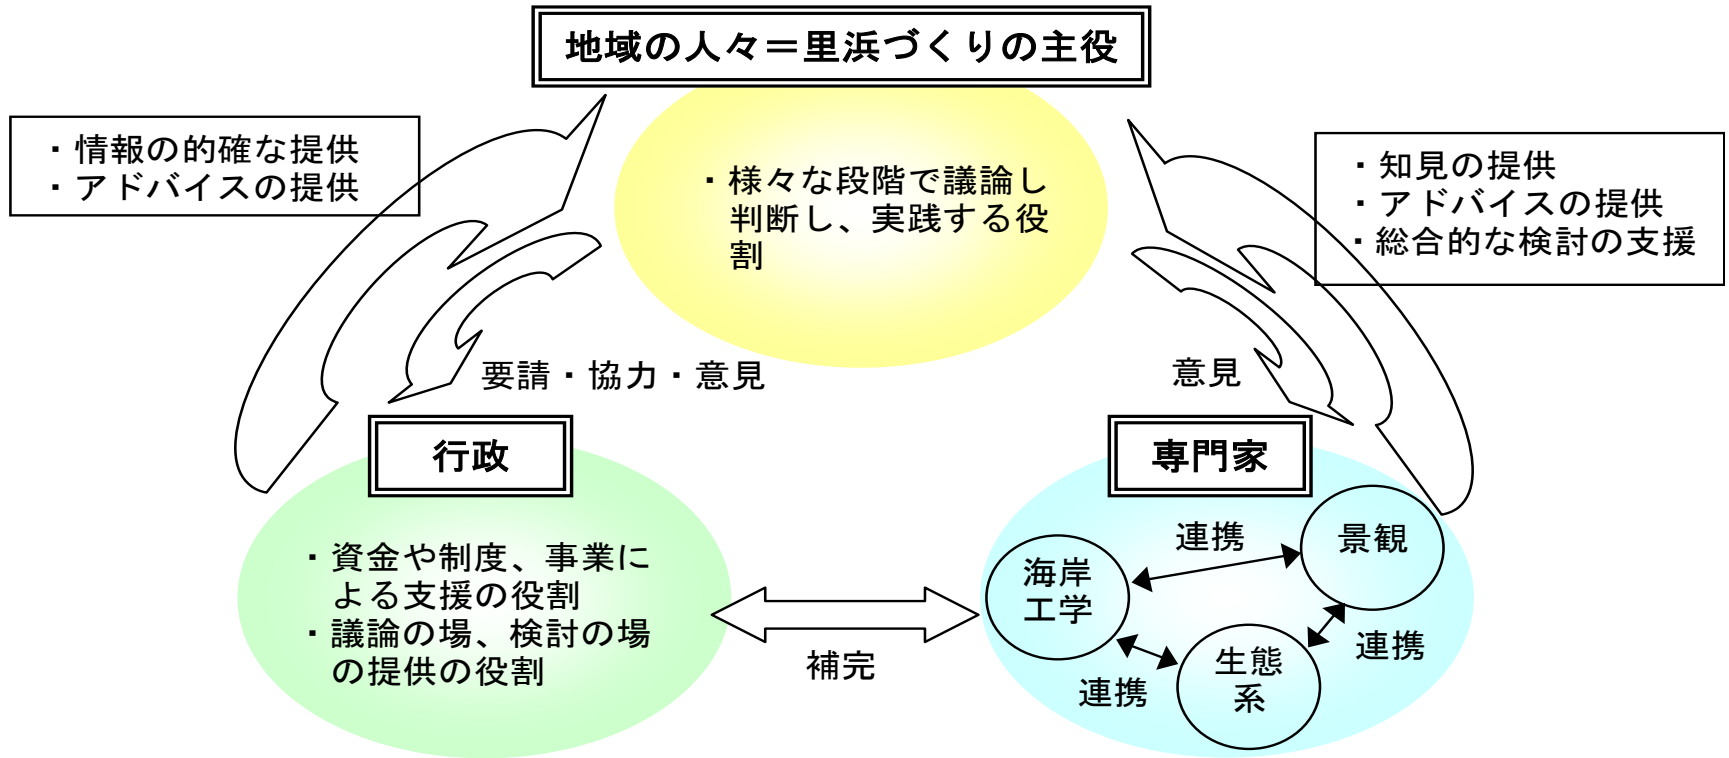 地域の人々＝里浜づくりの主役
・情報の的確な提供
・アドバイスの提供
・知見の提供
・アドバイスの提供
・総合的な検討の支援
・様々な段階で議論し
判断し、実践する役
割
要請・協力・意見
意見
行政
専門家
・資金や制度、事業に
よる支援の役割
・議論の場、検討の場
の提供の役割
補完
連携
景観
海岸
工学
連携
生態
系
連携